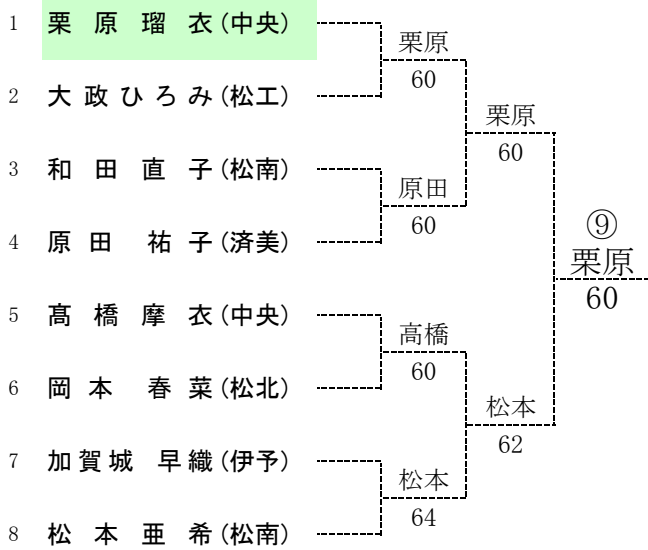 1 栗原瑠衣(中央)
2 大政ひろみ(松工)
3 和田直子(松南)
4 原田祐子(済美)
5 髙橋摩衣(中央)
6 岡本春菜(松北)
7 加賀城早織(伊予)
8 松本亜希(松南)
栗原
60
原田
60
高橋
60
松本
64
栗原
60
松本
62
⑨
栗原
60